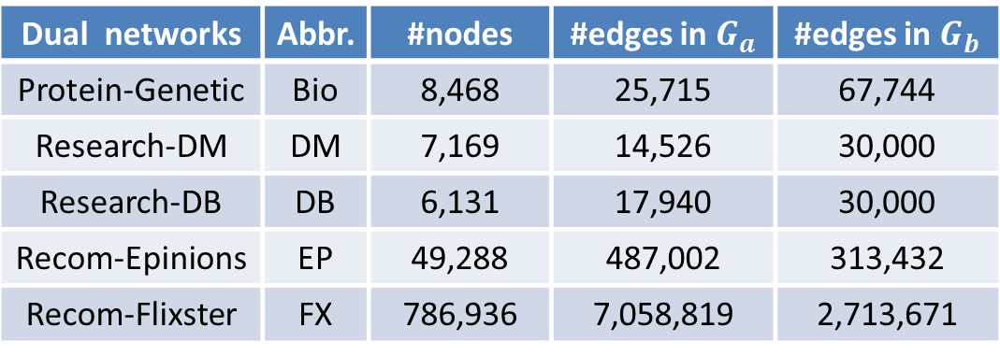 Dual networks Abbr. #nodes #edges in Gₐ #edges in G_b
Protein-Genetic Bio 8,468 25,715 67,744
Research-DM DM 7,169 14,526 30,000
Research-DB DB 6,131 17,940 30,000
Recom-Epinions EP 49,288 487,002 313,432
Recom-Flixster FX 786,936 7,058,819 2,713,671